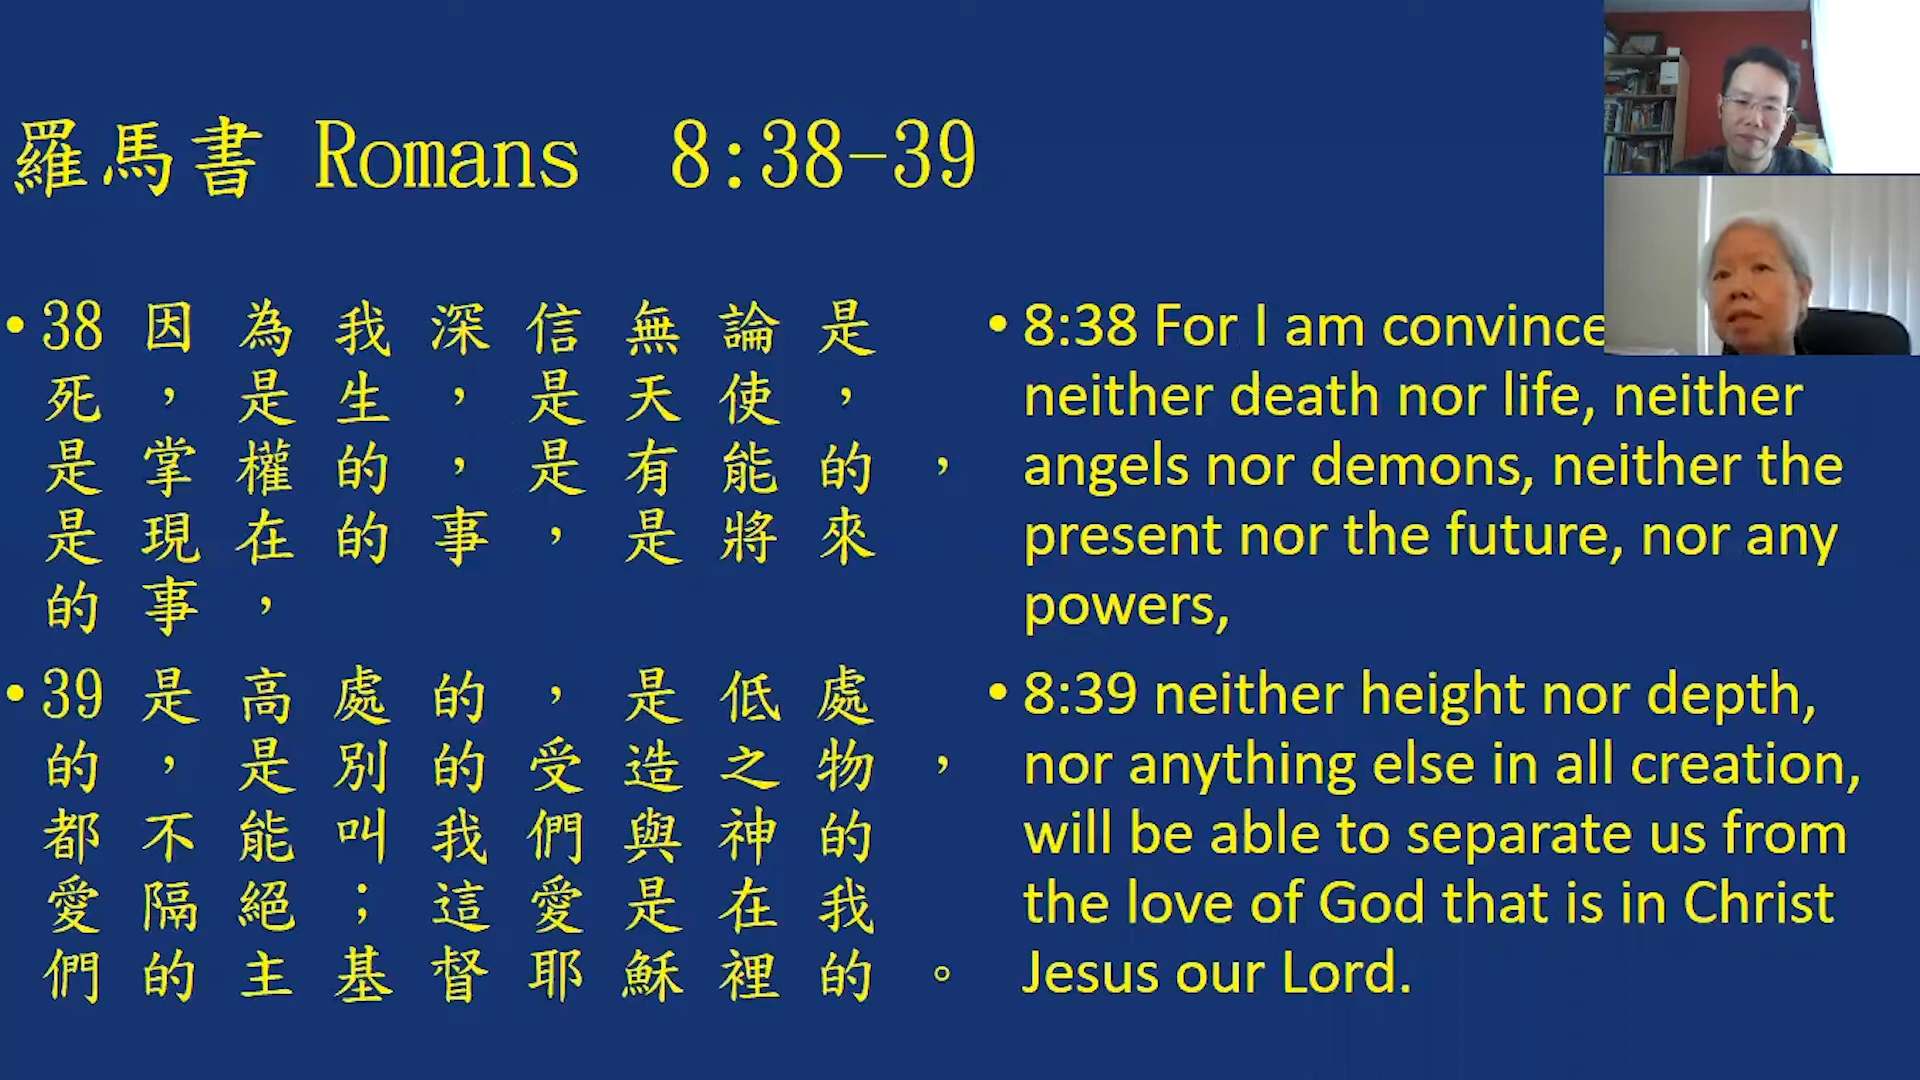 羅馬書 Romans 8:38-39
• 38 因為我深信無論是
死，是生，是天使，
是掌權的，是有能的，
是現在的事，是將來
的事，
• 39 是高處的，是低處
的，是別的受造之物，
都不能叫我們與神的
愛隔絕；這愛是在我
們的主基督耶穌裡的。
• 8:38 For I am convince
neither death nor life, neither
angels nor demons, neither the
present nor the future, nor any
powers,
• 8:39 neither height nor depth,
nor anything else in all creation,
will be able to separate us from
the love of God that is in Christ
Jesus our Lord.